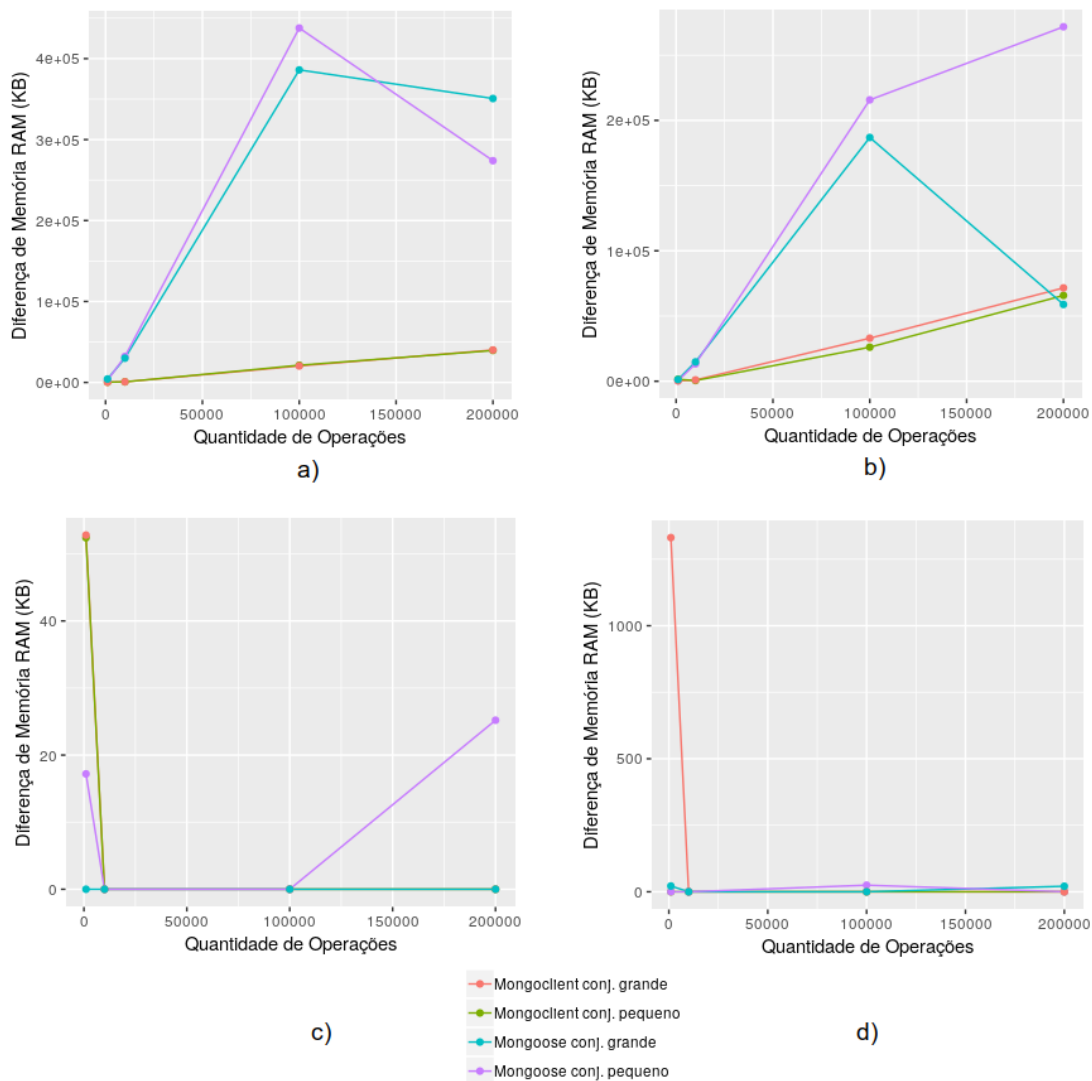 Diferença de Memória RAM (KB)
4e+05
3e+05
2e+05
1e+05
0e+00
0 50000 100000 150000 200000
Quantidade de Operações
a)
Diferença de Memória RAM (KB)
2e+05
1e+05
0e+00
0 50000 100000 150000 200000
Quantidade de Operações
b)
Diferença de Memória RAM (KB)
40
20
0
0 50000 100000 150000 200000
Quantidade de Operações
c)
Diferença de Memória RAM (KB)
1000
500
0
0 50000 100000 150000 200000
Quantidade de Operações
d)
Mongoclient conj. grande
Mongoclient conj. pequeno
Mongoose conj. grande
Mongoose conj. pequeno